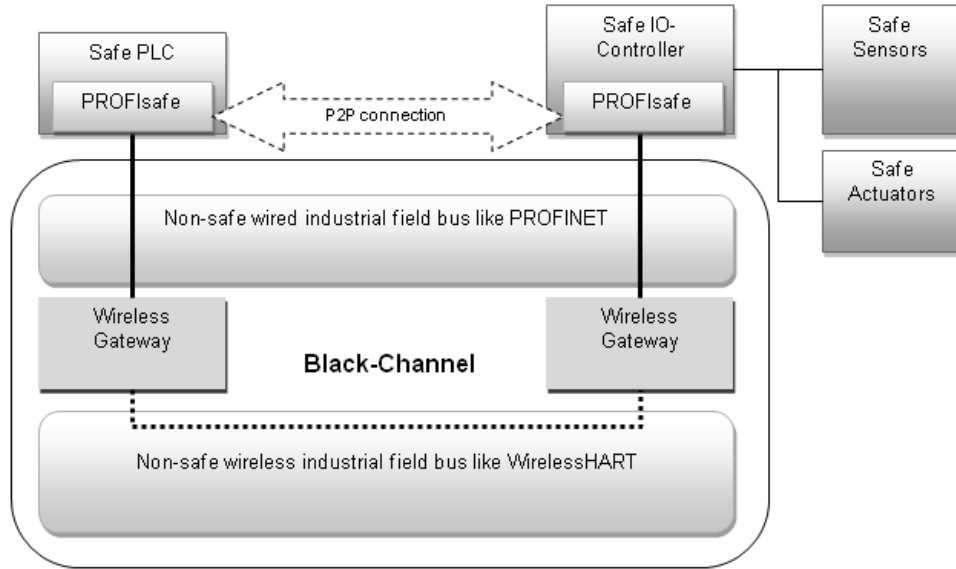 Safe PLC
PROFIsafe
P2P connection
Safe IO-
Controller
PROFIsafe
Safe
Sensors
Safe
Actuators
Non-safe wired industrial field bus like PROFINET
Wireless
Gateway
Black-Channel
Wireless
Gateway
Non-safe wireless industrial field bus like WirelessHART